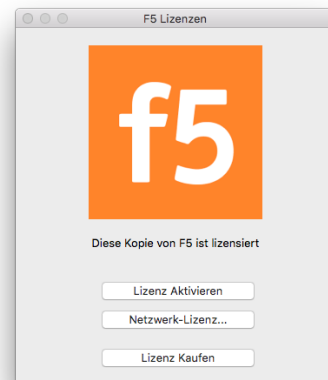 F5 Lizenzen
f5
Diese Kopie von F5 ist lizensiert
Lizenz Aktivieren
Netzwerk-Lizenz...
Lizenz Kaufen